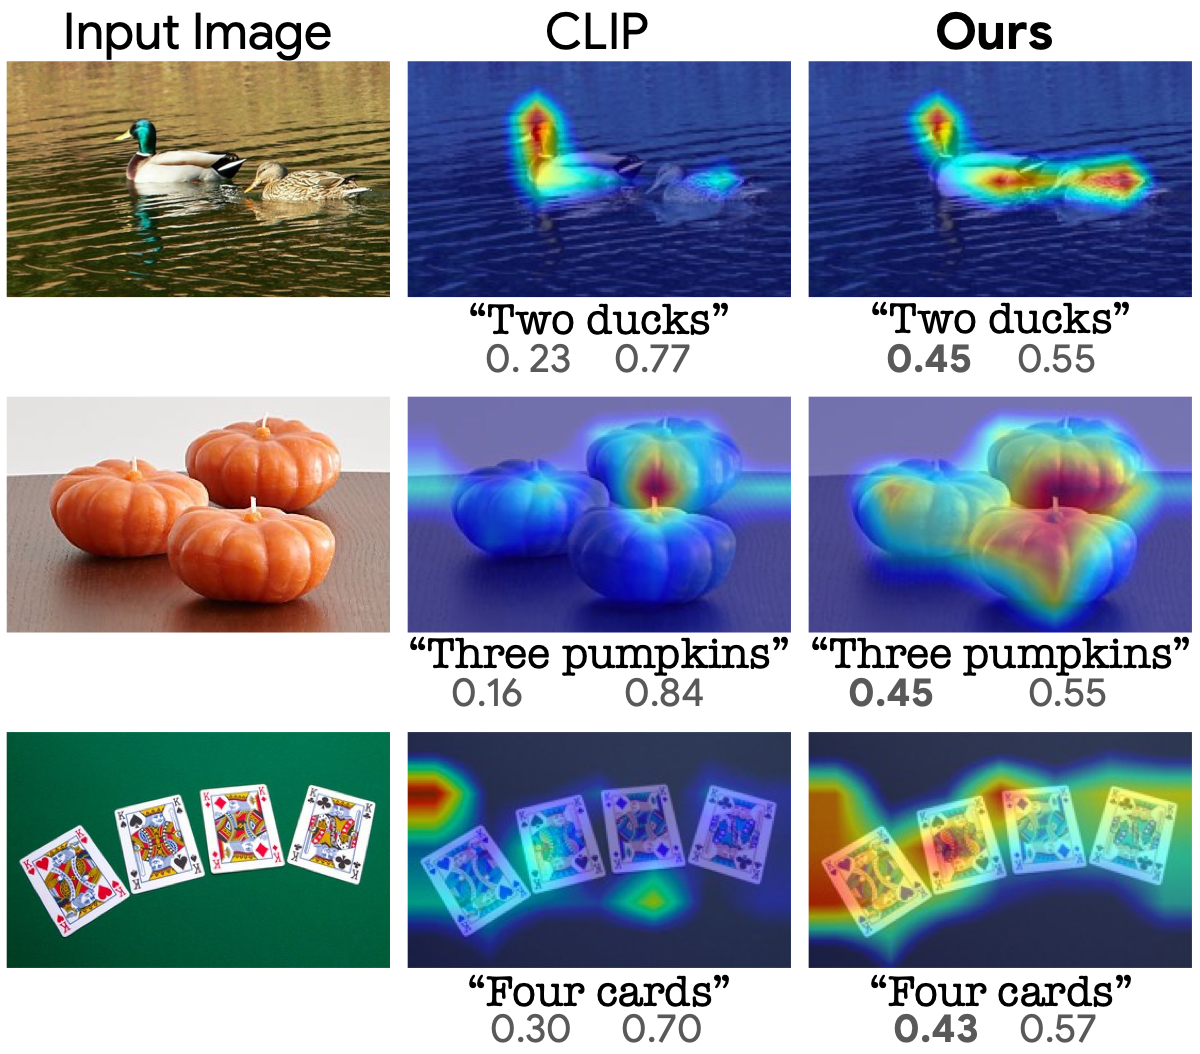 Input Image CLIP Ours
“Two ducks” “Two ducks”
0. 23 0.77 0.45 0.55
“Three pumpkins” “Three pumpkins”
0.16 0.84 0.45 0.55
“Four cards” “Four cards”
0.30 0.70 0.43 0.57